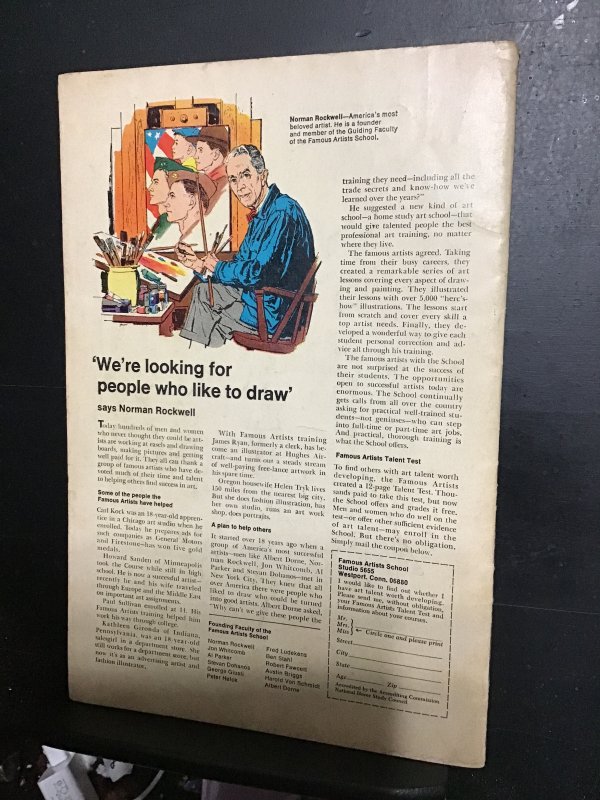 Norman Rockwell—America's most
beloved artist. He is a founder
and member of the Guiding Faculty
of the Famous Artists School.
'We're looking for
people who like to draw'
says Norman Rockwell
Today hundreds of men and women
who never thought they could be art-
ists are working at easels and drawing
boards, making pictures and getting
well paid for it. They all can thank a
group of famous artists who have de-
voted much of their time and talent
to helping others find success in art.
Some of the people the
Famous Artists have helped
Carl Kock was an 18-year-old appren-
tice in a Chicago art studio when he
enrolled. Today he prepares ads for
such companies as General Motors
and Firestone—has won five gold
medals.
Howard Sanden of Minneapolis
took the Course while still in high
school. He is now a successful artist—
recently he and his wife traveled
through Europe and the Middle East
on important art assignments.
Paul Sullivan enrolled at 14. His
Famous Artists training helped him
work his way through college.
Kathleen Gironda of Indiana,
Pennsylvania, was an 18-year-old
salesgirl in a department store. She
still works for a department store, but
now it's as an advertising artist and
fashion illustrator.
With Famous Artists training
James Ryan, formerly a clerk, has be-
come an illustrator at Hughes Air-
craft—and turns out a steady stream
of well-paying free-lance artwork in
his spare time.
Oregon housewife Helen Tryk lives
150 miles from the nearest big city.
But she does fashion illustration, has
her own studio, runs an art work
shop, does portraits.
A plan to help others
It started over 18 years ago when a
group of America's most successful
artists—men like Albert Dorne, Nor-
man Rockwell, Jon Whitcomb, Al
Parker and Stevan Dohanos—met in
New York City. They knew that all
over America there were people who
liked to draw who could be turned
into good artists. Albert Dorne asked,
"Why can't we give these people the
Founding Faculty of the
Famous Artists School
Norman Rockwell
Jon Whitcomb
Al Parker
Stevan Dohanos
George Giusti
Peter Helck
Fred Ludekens
Ben Stahl
Robert Fawcett
Austin Briggs
Harold Von Schmidt
Albert Dorne
training they need—including all the
trade secrets and know-how we've
learned over the years?"
He suggested a new kind of art
school—a home study art school—that
would give talented people the best
professional art training, no matter
where they live.
The famous artists agreed. Taking
time from their busy careers, they
created a remarkable series of art
lessons covering every aspect of draw-
ing and painting. They illustrated
their lessons with over 5,000 "here's-
how" illustrations. The lessons start
from scratch and cover every skill a
top artist needs. Finally, they de-
veloped a wonderful way to give each
student personal correction and ad-
vice all through his training.
The famous artists with the School
are not surprised at the success of
their students. The opportunities
open to successful artists today are
enormous. The School continually
gets calls from all over the country
asking for practical well-trained stu-
dents—not geniuses—who can step
into full-time or part-time art jobs.
And practical, thorough training is
what the School offers.
Famous Artists Talent Test
To find others with art talent worth
developing, the Famous Artists
created a 12-page Talent Test. Thou-
sands paid to take this test, but now
the School offers and grades it free.
Men and women who do well on the
test—or offer other sufficient evidence
of art talent—may enroll in the
School. But there's no obligation.
Simply mail the coupon below.
Famous Artists School
Studio 5655
Westport, Conn. 06880
I would like to find out whether I
have art talent worth developing.
Please send me, without obligation,
your Famous Artists Talent Test and
information about your courses.
Mr.
Mrs.
Miss
← Circle one and please print
Street
City
State
Age Zip
Accredited by the Accrediting Commission
National Home Study Council